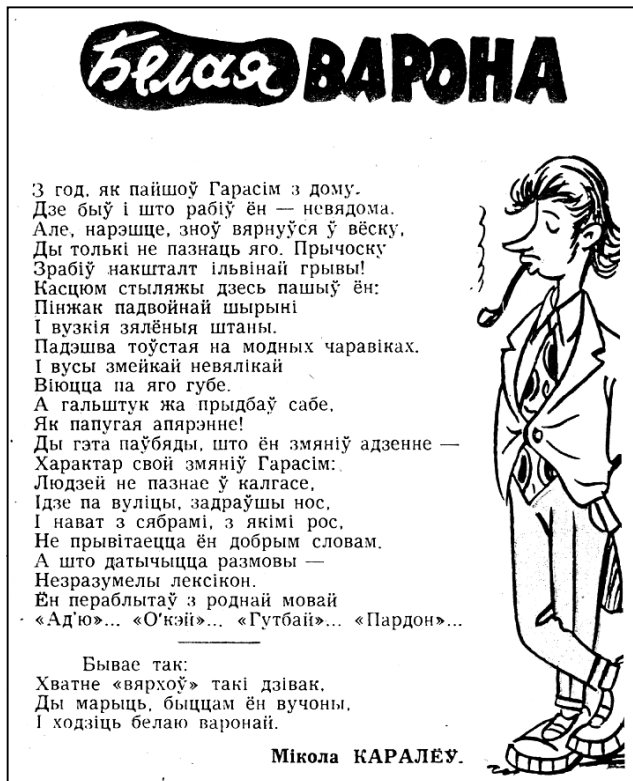 Белая ВАРОНА
З год, як пайшоў Гарасім з дому.
Дзе быў і што рабіў ён — невядома.
Але, нарэшце, зноў вярнуўся ў вёску,
Ды толькі не пазнаць яго. Прычоску
Зрабіў накшталт ільвінай грывы!
Касцюм стыляжы дзесь пашыў ён:
Пінжак падвойнай шырыні
І вузкія зялёныя штаны.
Падэшва тоўстая на модных чаравіках.
І вусы змейкай невялікай
Віюцца на яго губе.
А гальштук жа прыдбаў сабе,
Як папугая апярэнне!
Ды гэта паўбяды, што ён змяніў адзенне —
Характар свой змяніў Гарасім:
Людзей не пазнае ў калгасе,
Ідзе па вуліцы, задраўшы нос,
І нават з сябрамі, з якімі рос,
Не прывітаецца ён добрым словам.
А што датычыцца размовы —
Незразумелы лексікон.
Ён пераблытаў з роднай мовай
«Ад'ю»... «О'кэй»... «Гутбай»... «Пардон»...
Бывае так:
Хватне «вярхоў» такі дзівак,
Ды марыць, быццам ён вучоны,
І ходзіць белаю варонай.
Мікола КАРАЛЁЎ.